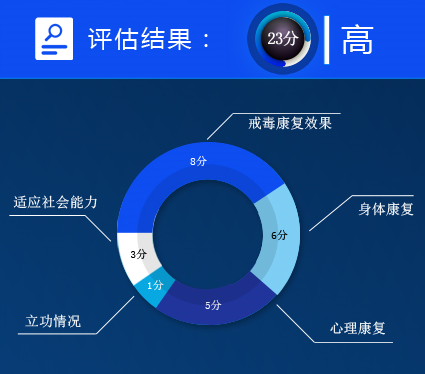 评估结果：
23分
高
戒毒康复效果
8分
适应社会能力
身体康复
6分
3分
1分
5分
立功情况
心理康复